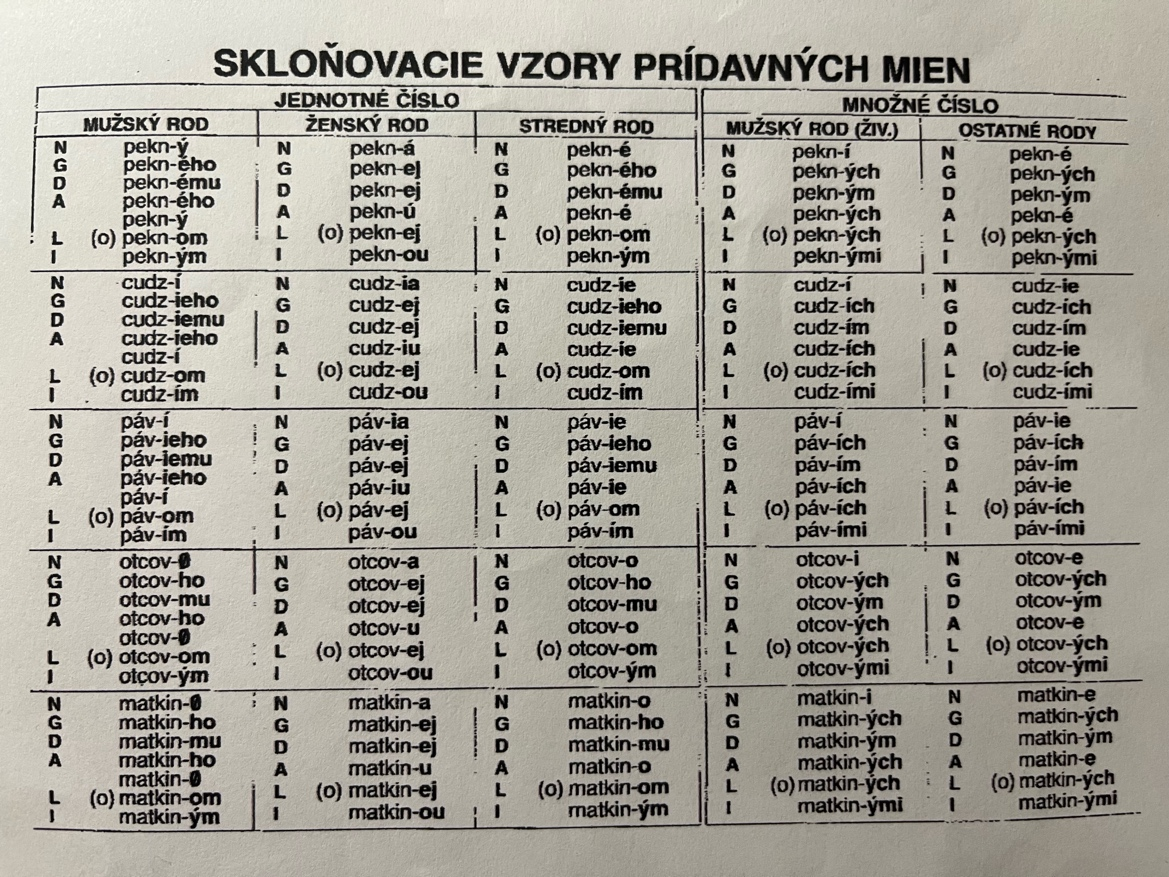 SKLOŇOVACIE VZORY PRÍDAVNÝCH MIEN
JEDNOTNÉ ČÍSLO MNOŽNÉ ČÍSLO
MUŽSKÝ ROD ŽENSKÝ ROD STREDNÝ ROD MUŽSKÝ ROD (ŽIV.) OSTATNÉ RODY
N pekn-ý N pekn-á N pekn-é N pekn-í N pekn-é
G pekn-ého G pekn-ej G pekn-ého G pekn-ých G pekn-ých
D pekn-ému D pekn-ej D pekn-ému D pekn-ým D pekn-ým
A pekn-ého A pekn-ú A pekn-é A pekn-ých A pekn-é
pekn-ý
L (o) pekn-om L (o) pekn-ej L (o) pekn-om L (o) pekn-ých L (o) pekn-ých
I pekn-ým I pekn-ou I pekn-ým I pekn-ými I pekn-ými
N cudz-í N cudz-ia N cudz-ie N cudz-í N cudz-ie
G cudz-ieho G cudz-ej G cudz-ieho G cudz-ích G cudz-ích
D cudz-iemu D cudz-ej D cudz-iemu D cudz-ím D cudz-ím
A cudz-ieho A cudz-iu A cudz-ie A cudz-ích A cudz-ie
cudz-í
L (o) cudz-om L (o) cudz-ej L (o) cudz-om L (o) cudz-ích L (o) cudz-ích
I cudz-ím I cudz-ou I cudz-ím I cudz-ími I cudz-ími
N páv-í N páv-ia N páv-ie N páv-í N páv-ie
G páv-ieho G páv-ej G páv-ieho G páv-ích G páv-ích
D páv-iemu D páv-ej D páv-iemu D páv-ím D páv-ím
A páv-ieho A páv-iu A páv-ie A páv-ích A páv-ie
páv-í
L (o) páv-om L (o) páv-ej L (o) páv-om L (o) páv-ích L (o) páv-ích
I páv-ím I páv-ou I páv-ím I páv-ími I páv-ími
N otcov-0 N otcov-a N otcov-o N otcov-i N otcov-e
G otcov-ho G otcov-ej G otcov-ho G otcov-ých G otcov-ých
D otcov-mu D otcov-ej D otcov-mu D otcov-ým D otcov-ým
A otcov-ho A otcov-u A otcov-o A otcov-ých A otcov-e
otcov-0
L (o) otcov-om L (o) otcov-ej L (o) otcov-om L (o) otcov-ých L (o) otcov-ých
I otcov-ým I otcov-ou I otcov-ým I otcov-ými I otcov-ými
N matkin-0 N matkin-a N matkin-o N matkin-i N matkin-e
G matkin-ho G matkin-ej G matkin-ho G matkin-ých G matkin-ých
D matkin-mu D matkin-ej D matkin-mu D matkin-ým D matkin-ým
A matkin-ho A matkin-u A matkin-o A matkin-ých A matkin-e
matkin-0
L (o) matkin-om L (o) matkin-ej L (o) matkin-om L (o) matkin-ých L (o) matkin-ých
I matkin-ým I matkin-ou I matkin-ým I matkin-ými I matkin-ými